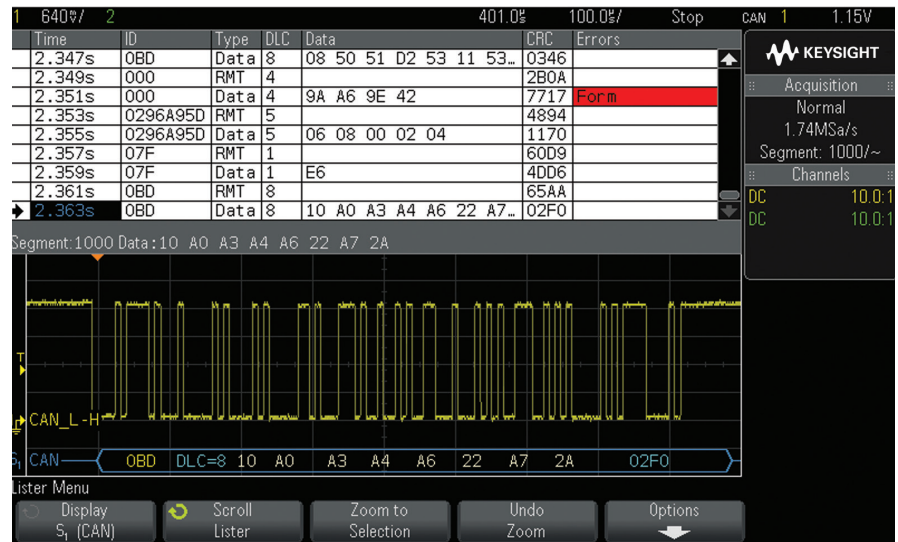 1 640⅋/ 2 401.0µs 100.0µs/ Stop CAN 1 1.15V
Time ID Type DLC Data CRC Errors
2.347s 0BD Data 8 08 50 51 D2 53 11 53… 0346
2.349s 000 RMT 4 2B0A
2.351s 000 Data 4 9A A6 9E 42 7717 Form
2.353s 0296A95D RMT 5 4894
2.355s 0296A95D Data 5 06 08 00 02 04 1170
2.357s 07F RMT 1 60D9
2.359s 07F Data 1 E6 4DD6
2.361s 0BD RMT 8 65AA
2.363s 0BD Data 8 10 A0 A3 A4 A6 22 A7… 02F0
KEYSIGHT
Acquisition
Normal
1.74MSa/s
Segment: 1000/~
Channels
DC 10.0:1
DC 10.0:1
Segment:1000 Data:10 A0 A3 A4 A6 22 A7 2A
T
CAN_L-H
S₁ CAN 0BD DLC=8 10 A0 A3 A4 A6 22 A7 2A 02F0
Lister Menu
Display
S₁ (CAN)
Scroll
Lister
Zoom to
Selection
Undo
Zoom
Options